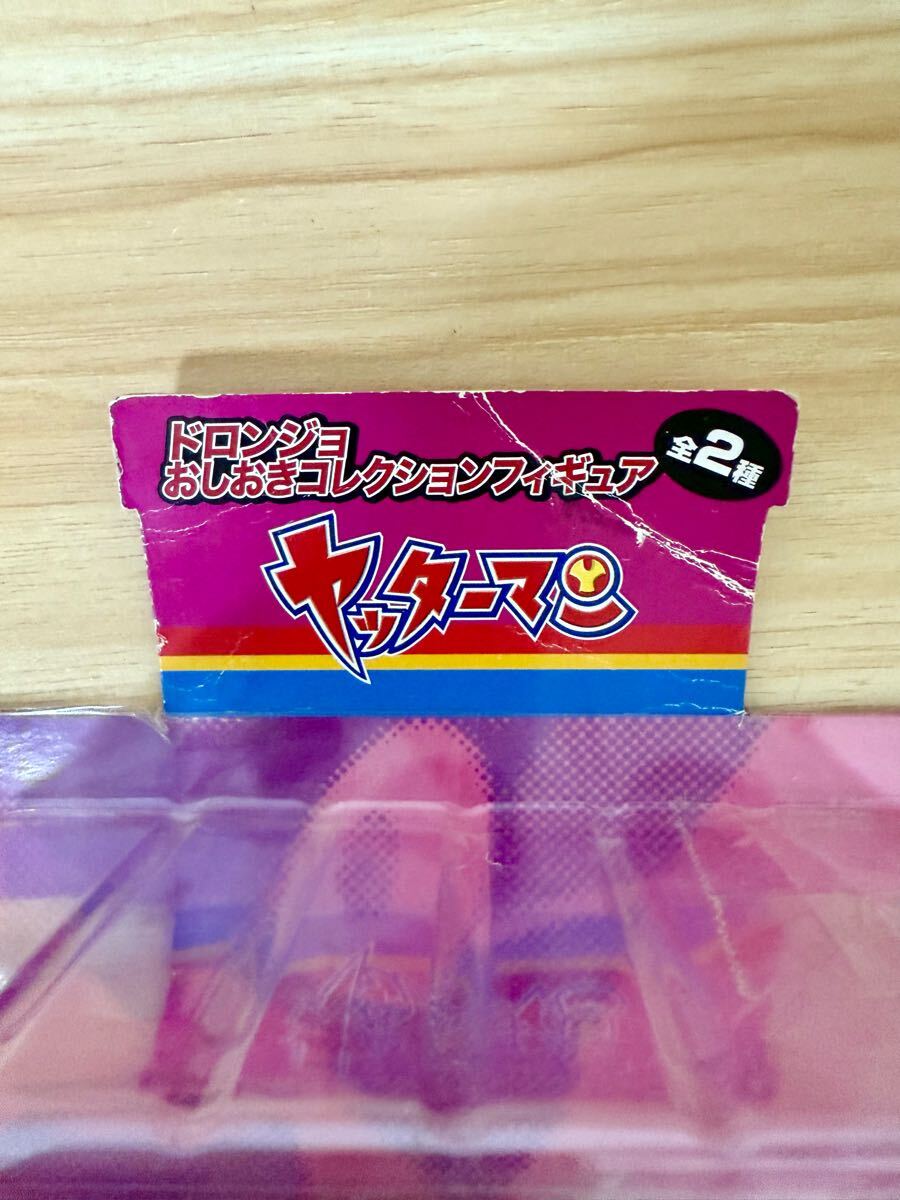 ドロンジョ
おしおきコレクションフィギュア
全2種
ヤッターマン